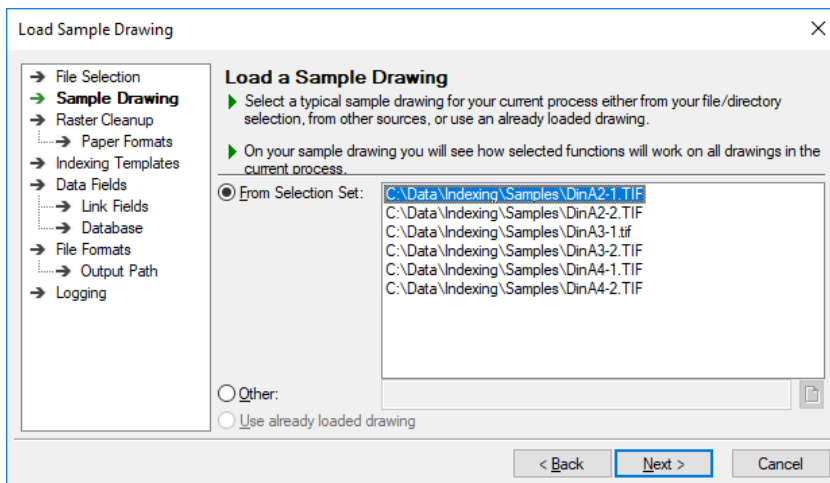 Load Sample Drawing
File Selection
Sample Drawing
Raster Cleanup
Paper Formats
Indexing Templates
Data Fields
Link Fields
Database
File Formats
Output Path
Logging
Load a Sample Drawing
Select a typical sample drawing for your current process either from your file/directory
selection, from other sources, or use an already loaded drawing.
On your sample drawing you will see how selected functions will work on all drawings in the
current process.
From Selection Set:
C:\Data\Indexing\Samples\DinA2-1.TIF
C:\Data\Indexing\Samples\DinA2-2.TIF
C:\Data\Indexing\Samples\DinA3-1.tif
C:\Data\Indexing\Samples\DinA3-2.TIF
C:\Data\Indexing\Samples\DinA4-1.TIF
C:\Data\Indexing\Samples\DinA4-2.TIF
Other:
Use already loaded drawing
< Back
Next >
Cancel